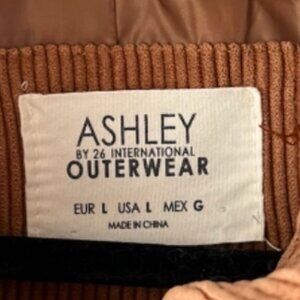 ASHLEY
BY 26 INTERNATIONAL
OUTERWEAR
EUR L USA L MEX G
MADE IN CHINA